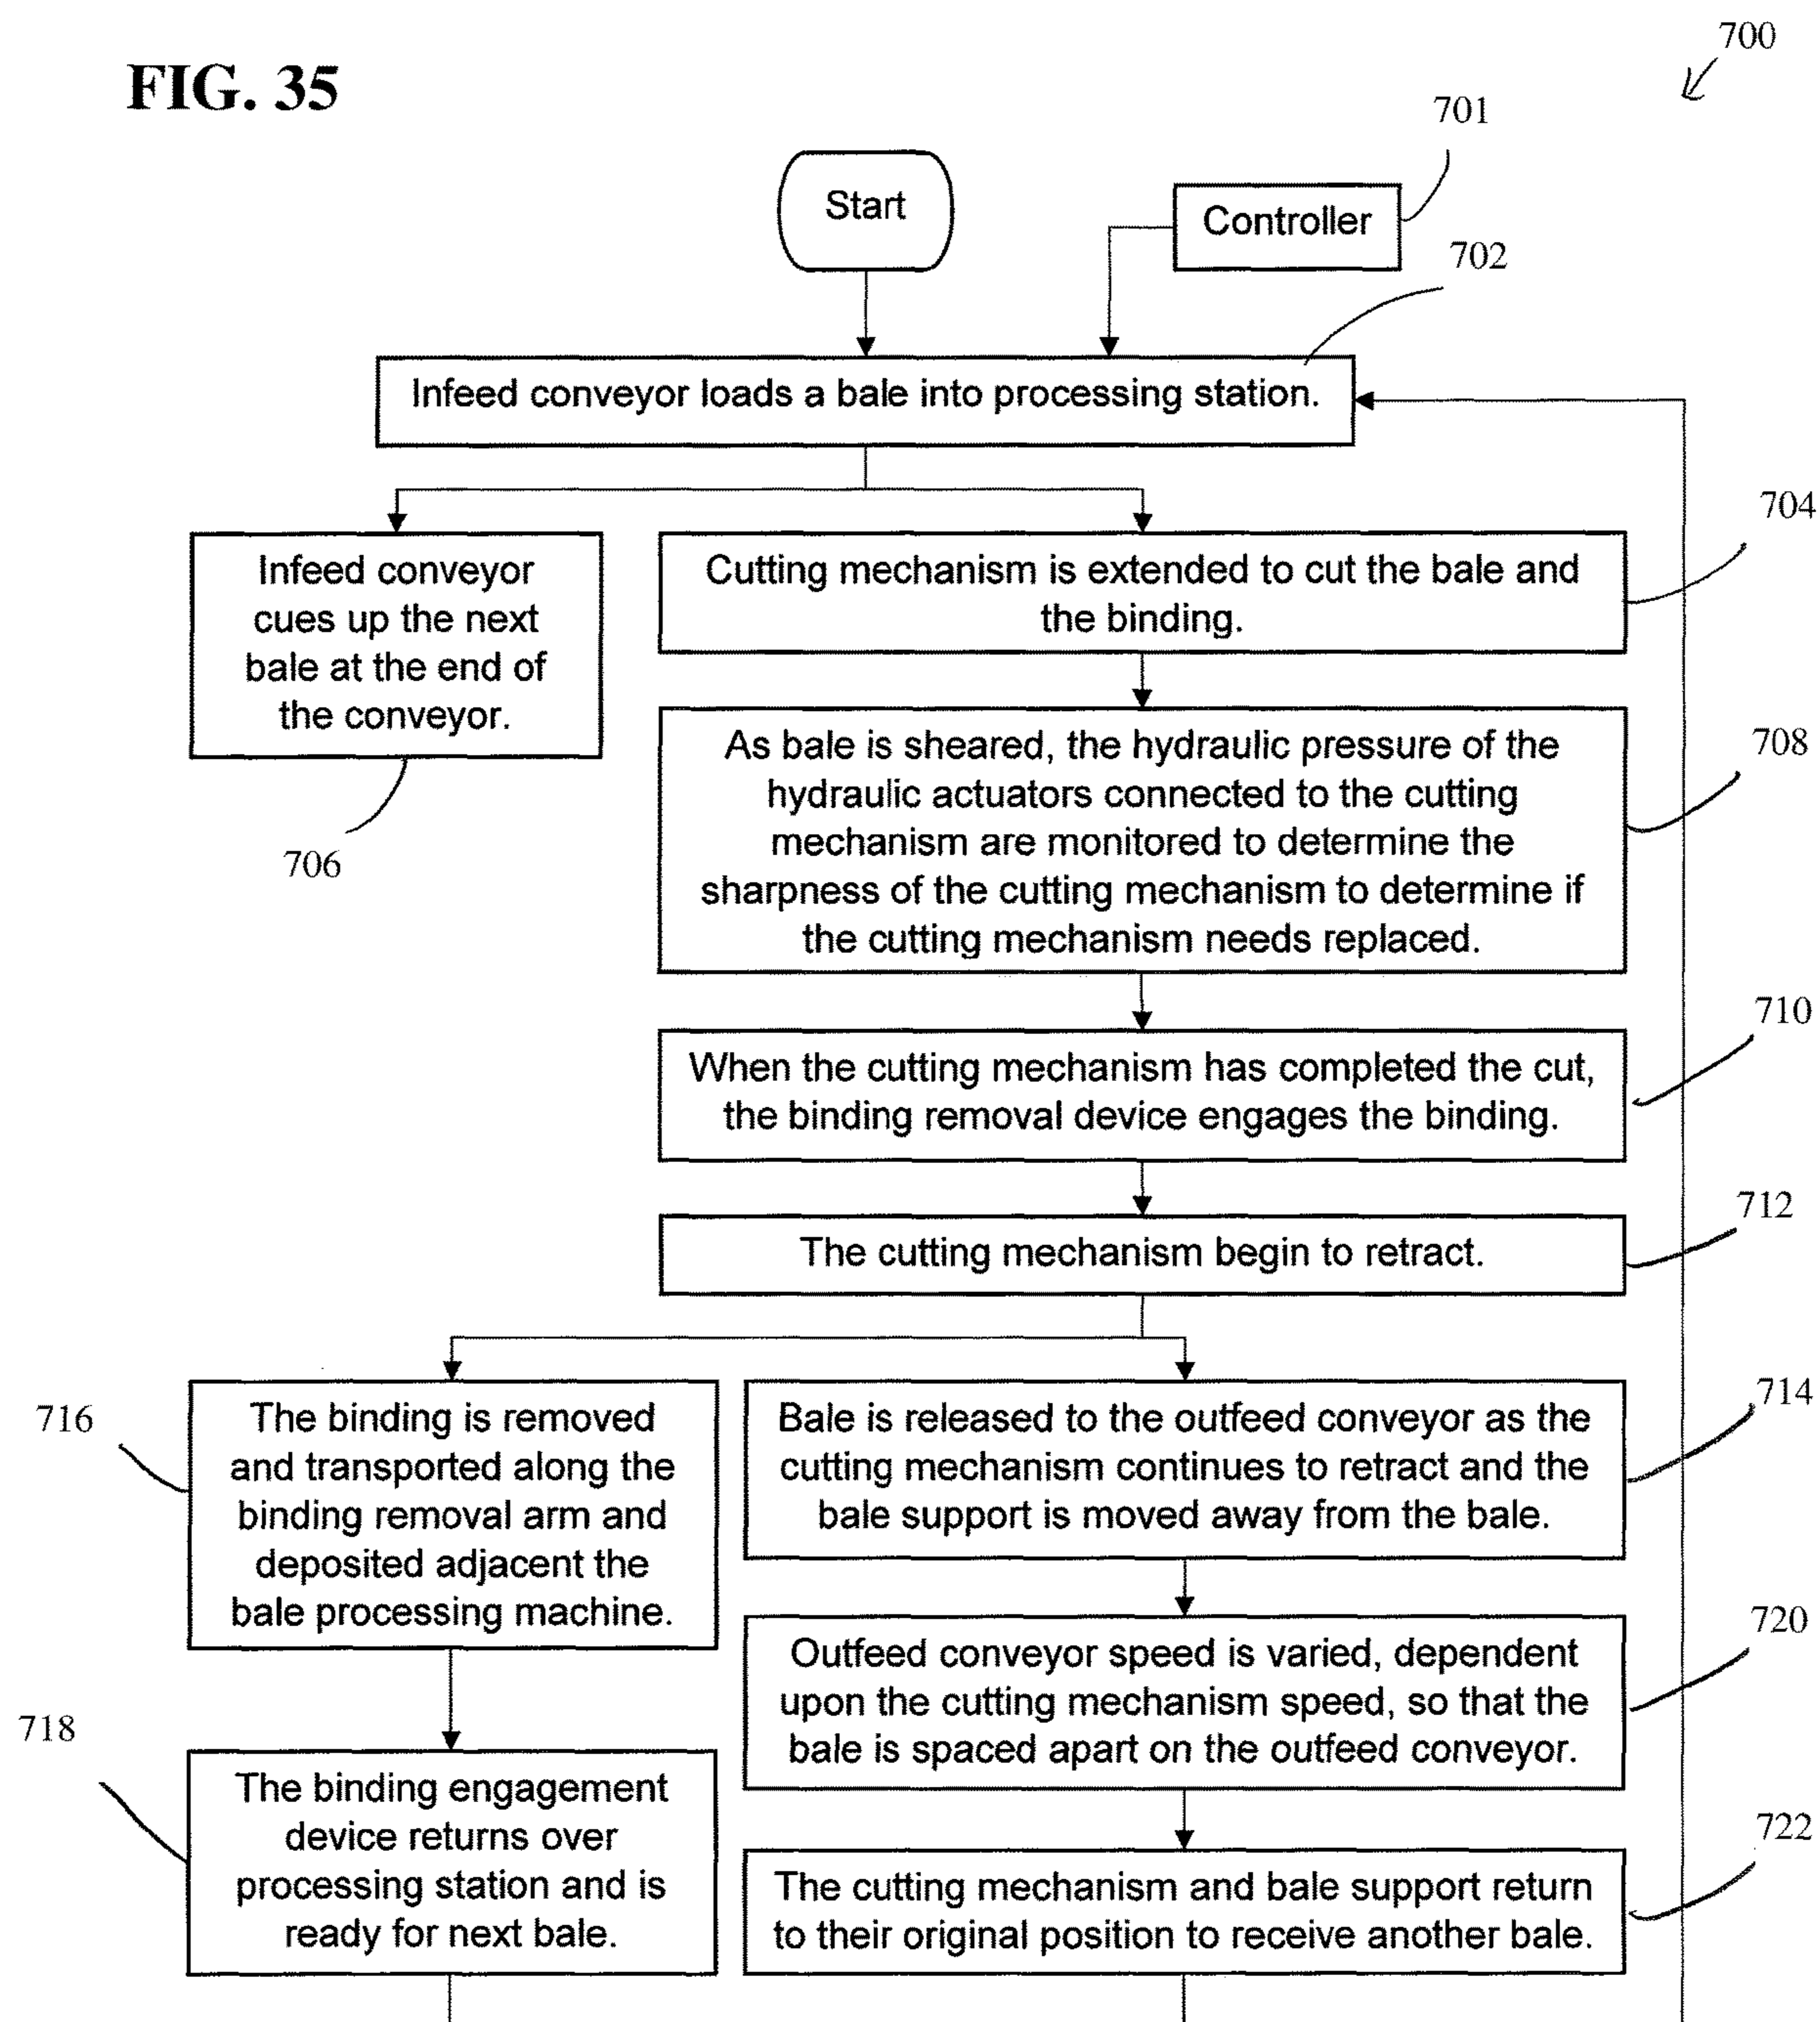 FIG. 35
700
701
Start
Controller
702
Infeed conveyor loads a bale into processing station.
704
Infeed conveyor
cues up the next
bale at the end of
the conveyor.
706
Cutting mechanism is extended to cut the bale and
the binding.
708
As bale is sheared, the hydraulic pressure of the
hydraulic actuators connected to the cutting
mechanism are monitored to determine the
sharpness of the cutting mechanism to determine if
the cutting mechanism needs replaced.
710
When the cutting mechanism has completed the cut,
the binding removal device engages the binding.
712
The cutting mechanism begin to retract.
716
The binding is removed
and transported along the
binding removal arm and
deposited adjacent the
bale processing machine.
714
Bale is released to the outfeed conveyor as the
cutting mechanism continues to retract and the
bale support is moved away from the bale.
720
Outfeed conveyor speed is varied, dependent
upon the cutting mechanism speed, so that the
bale is spaced apart on the outfeed conveyor.
718
The binding engagement
device returns over
processing station and is
ready for next bale.
722
The cutting mechanism and bale support return
to their original position to receive another bale.